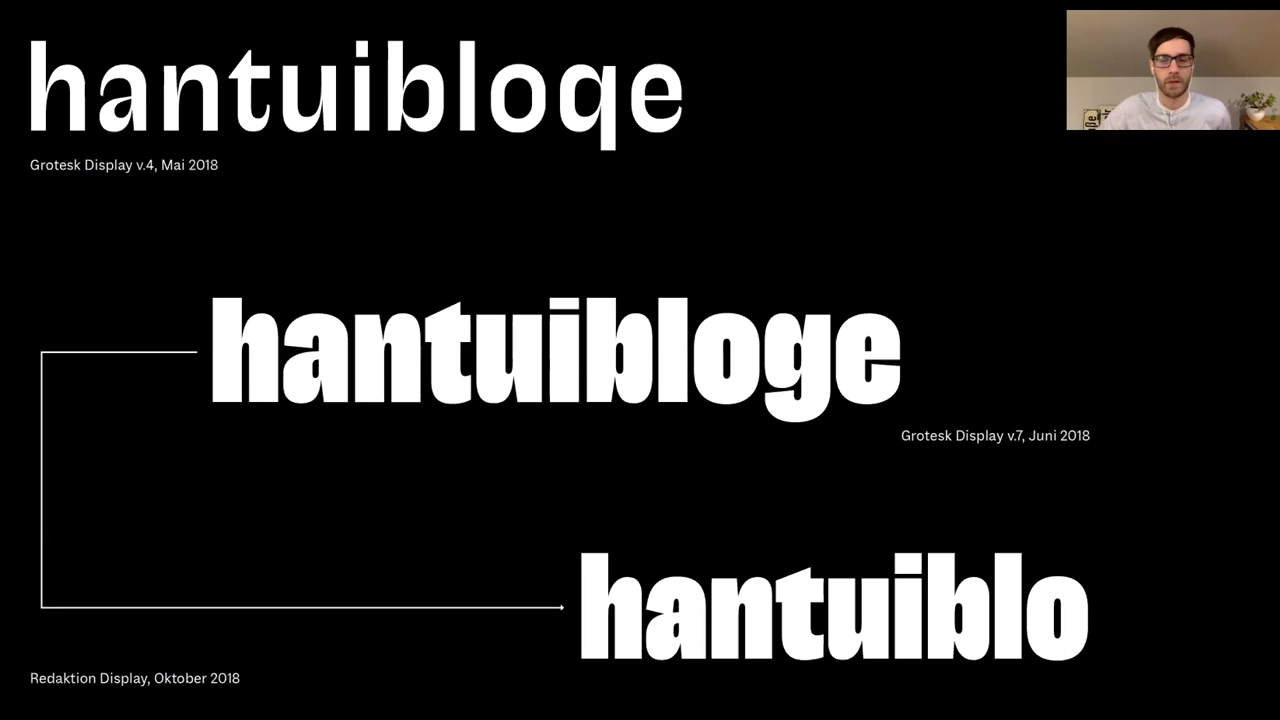 hantuibloqe
Grotesk Display v.4, Mai 2018
hantuibloge
Grotesk Display v.7, Juni 2018
hantuiblo
Redaktion Display, Oktober 2018